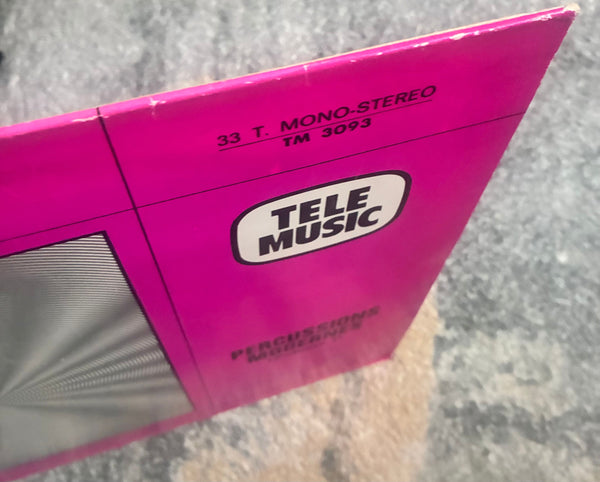 33 T. MONO-STEREO
TM 3093
TELE
MUSIC
PERCUSSIONS
MODERNES